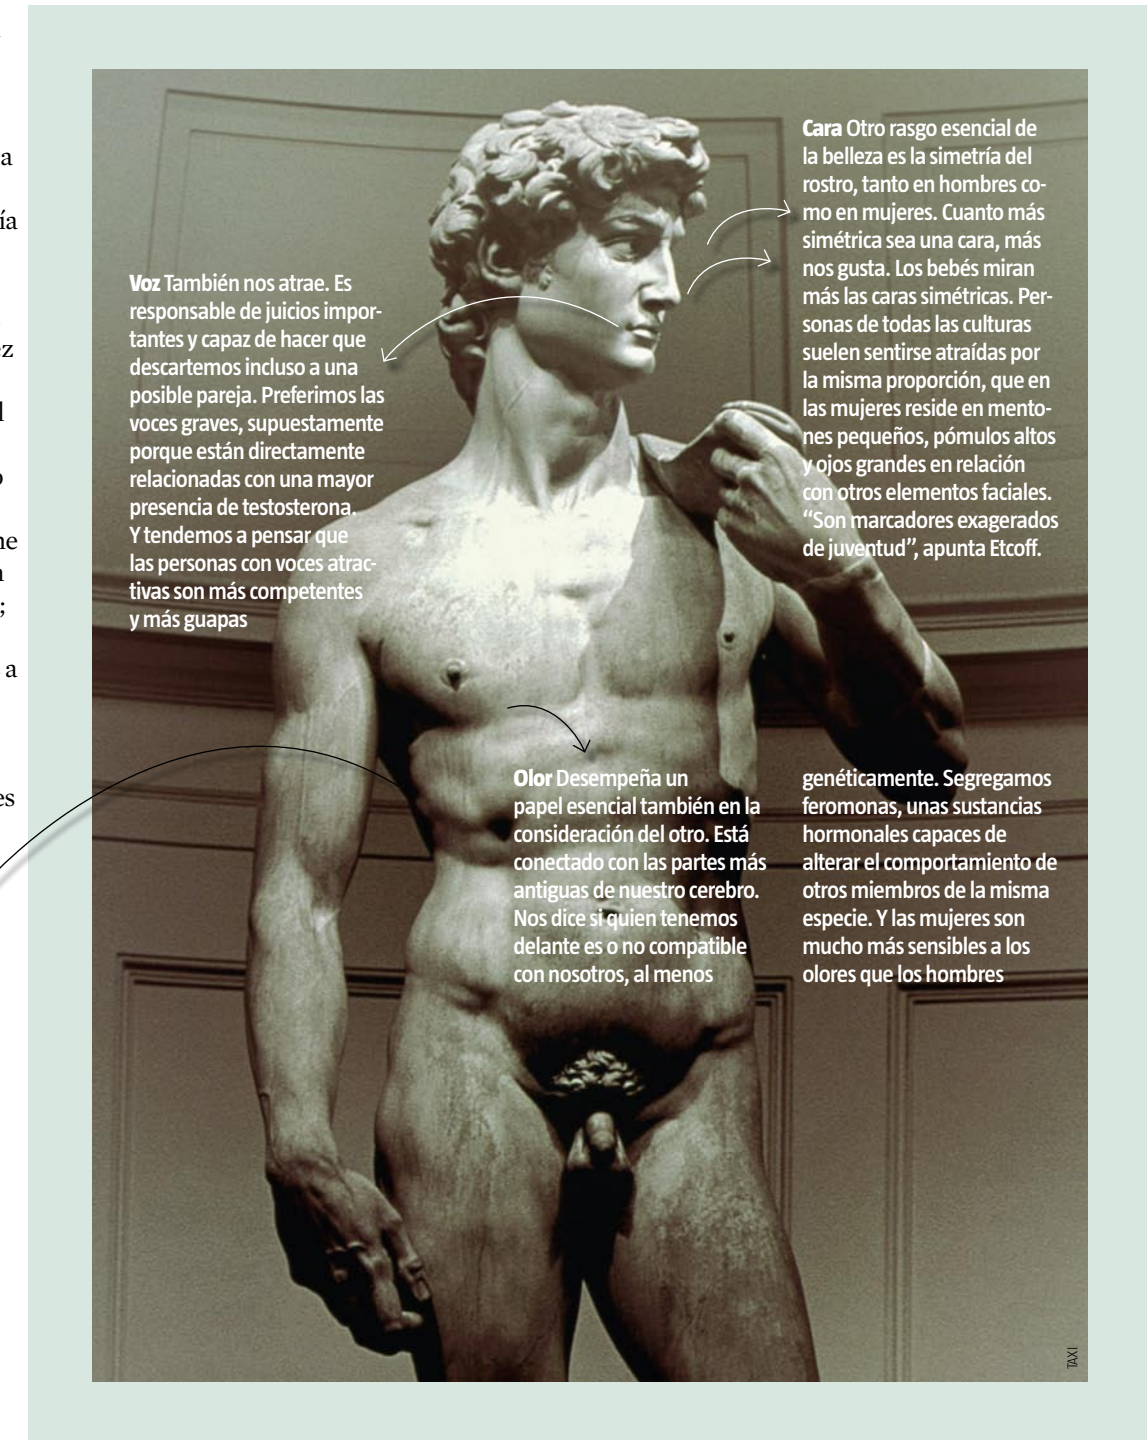 a
ía
ez
l
o
ne
n
;
a
es
Voz También nos atrae. Es
responsable de juicios impor-
tantes y capaz de hacer que
descartemos incluso a una
posible pareja. Preferimos las
voces graves, supuestamente
porque están directamente
relacionadas con una mayor
presencia de testosterona.
Y tendemos a pensar que
las personas con voces atrac-
tivas son más competentes
y más guapas
Cara Otro rasgo esencial de
la belleza es la simetría del
rostro, tanto en hombres co-
mo en mujeres. Cuanto más
simétrica sea una cara, más
nos gusta. Los bebés miran
más las caras simétricas. Per-
sonas de todas las culturas
suelen sentirse atraídas por
la misma proporción, que en
las mujeres reside en mento-
nes pequeños, pómulos altos
y ojos grandes en relación
con otros elementos faciales.
“Son marcadores exagerados
de juventud”, apunta Etcoff.
Olor Desempeña un
papel esencial también en la
consideración del otro. Está
conectado con las partes más
antiguas de nuestro cerebro.
Nos dice si quien tenemos
delante es o no compatible
con nosotros, al menos
genéticamente. Segregamos
feromonas, unas sustancias
hormonales capaces de
alterar el comportamiento de
otros miembros de la misma
especie. Y las mujeres son
mucho más sensibles a los
olores que los hombres
TAXI